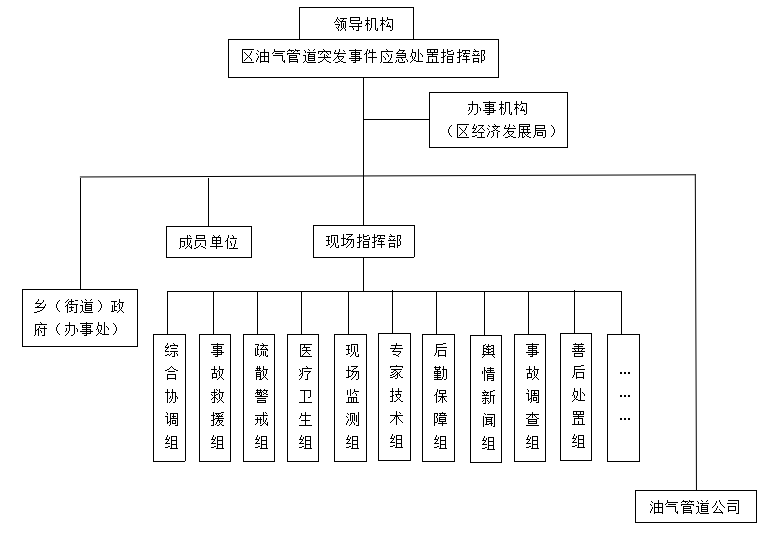 领导机构
区油气管道突发事件应急处置指挥部
办事机构
（区经济发展局）
成员单位
现场指挥部
乡（街道）政
府（办事处）
综合协调组
事故救援组
疏散警戒组
医疗卫生组
现场监测组
专家技术组
后勤保障组
舆情新闻组
事故调查组
善后处置组
………
油气管道公司